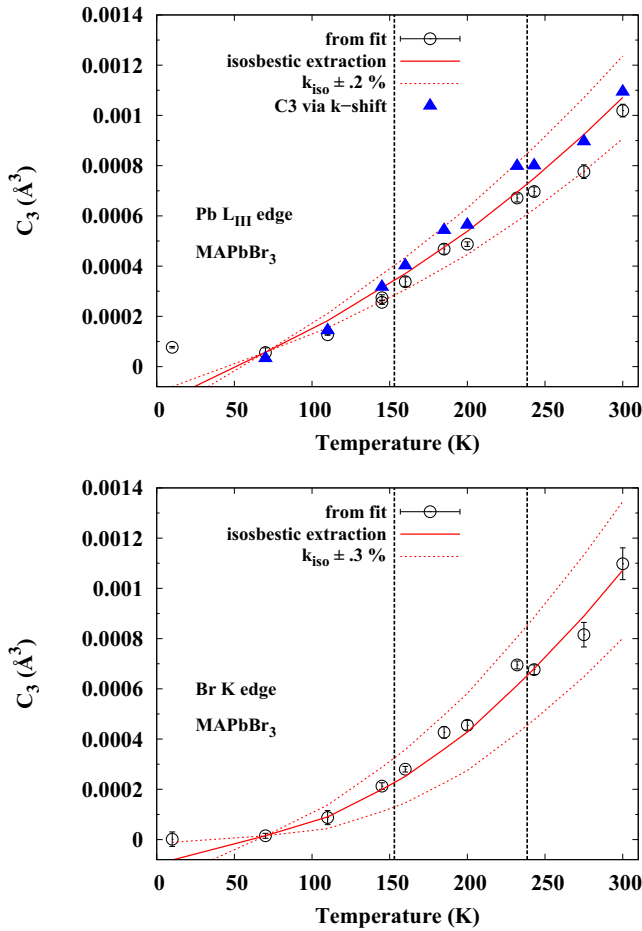 0.0014
0.0012
0.001
0.0008
0.0006
0.0004
0.0002
0
C₃ (Å³)
from fit
isosbestic extraction
k_iso ± .2 %
C3 via k−shift
Pb L_III edge
MAPbBr₃
0 50 100 150 200 250 300
Temperature (K)
0.0014
0.0012
0.001
0.0008
0.0006
0.0004
0.0002
0
C₃ (Å³)
from fit
isosbestic extraction
k_iso ± .3 %
Br K edge
MAPbBr₃
0 50 100 150 200 250 300
Temperature (K)